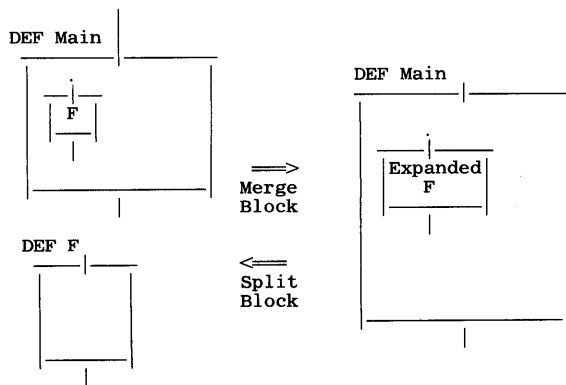 DEF Main
F
DEF F
Merge
Block
Split
Block
DEF Main
Expanded
F